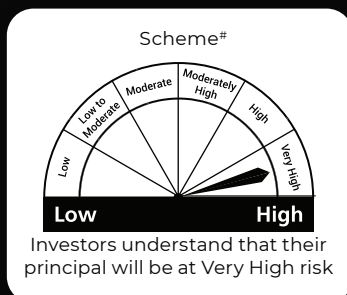 Scheme#
Low
Low to
Moderate
Moderate
Moderately
High
High
Very High
Low High
Investors understand that their
principal will be at Very High risk